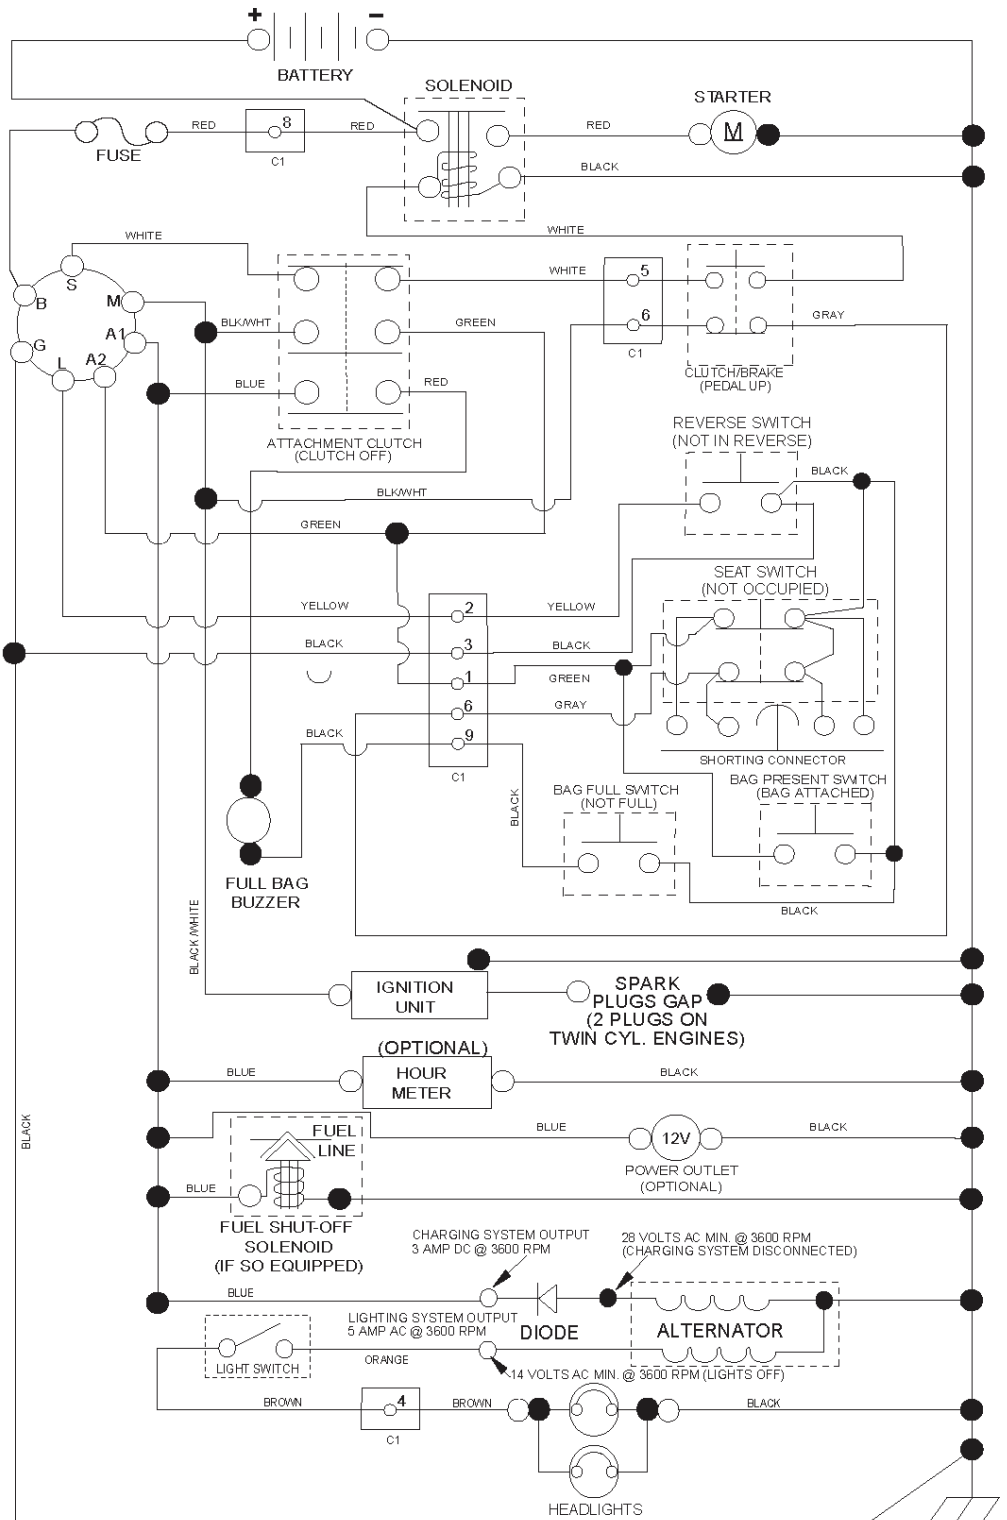 + −
BATTERY
SOLENOID
STARTER
FUSE
RED
8
C1
RED
RED
M
BLACK
WHITE
WHITE
WHITE
5
6
C1
GRAY
CLUTCH/BRAKE
(PEDAL UP)
S
B
M
A1
G
L
A2
BLK/WHT
GREEN
BLUE
RED
ATTACHMENT CLUTCH
(CLUTCH OFF)
REVERSE SWITCH
(NOT IN REVERSE)
BLACK
BLK/WHT
GREEN
SEAT SWITCH
(NOT OCCUPIED)
YELLOW
2
YELLOW
BLACK
3
BLACK
1
GREEN
6
GRAY
BLACK
9
C1
SHORTING CONNECTOR
BLACK
BAG FULL SWITCH
(NOT FULL)
BAG PRESENT SWITCH
(BAG ATTACHED)
BLACK
FULL BAG
BUZZER
BLACK/WHITE
IGNITION
UNIT
SPARK
PLUGS GAP
(2 PLUGS ON
TWIN CYL. ENGINES)
(OPTIONAL)
HOUR
METER
BLUE
BLACK
BLACK
BLUE
12V
BLACK
POWER OUTLET
(OPTIONAL)
FUEL
LINE
BLUE
FUEL SHUT-OFF
SOLENOID
(IF SO EQUIPPED)
CHARGING SYSTEM OUTPUT
3 AMP DC @ 3600 RPM
28 VOLTS AC MIN. @ 3600 RPM
(CHARGING SYSTEM DISCONNECTED)
BLUE
LIGHTING SYSTEM OUTPUT
5 AMP AC @ 3600 RPM
DIODE
ALTERNATOR
LIGHT SWITCH
ORANGE
14 VOLTS AC MIN. @ 3600 RPM (LIGHTS OFF)
BROWN
4
C1
BROWN
BLACK
HEADLIGHTS